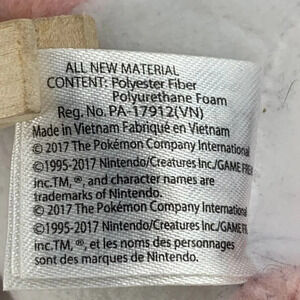 ALL NEW MATERIAL
CONTENT: Polyester Fiber
Polyurethane Foam
Reg. No. PA-17912(VN)
Made in Vietnam Fabriqué en Vietnam
© 2017 The Pokémon Company International
©1995-2017 Nintendo/Creatures Inc./GAME FREAK
inc.TM, ®, and character names are
trademarks of Nintendo.
© 2017 The Pokémon Company International
©1995-2017 Nintendo/Creatures Inc./GAME
inc.TM, ®, et les noms des personnages
sont des marques de Nintendo.